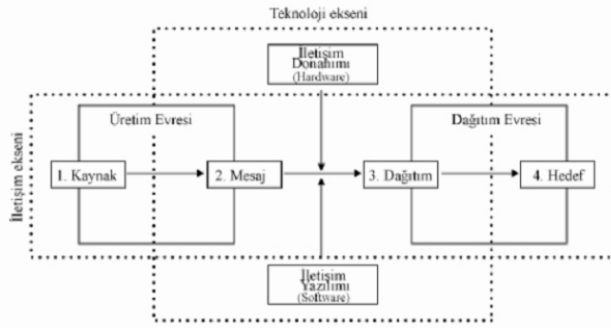 Teknoloji ekseni
İletişim
Donanımı
(Hardware)
İletişim ekseni
Üretim Evresi
Dağıtım Evresi
1. Kaynak
2. Mesaj
3. Dağıtım
4. Hedef
İletişim
Yazılımı
(Software)